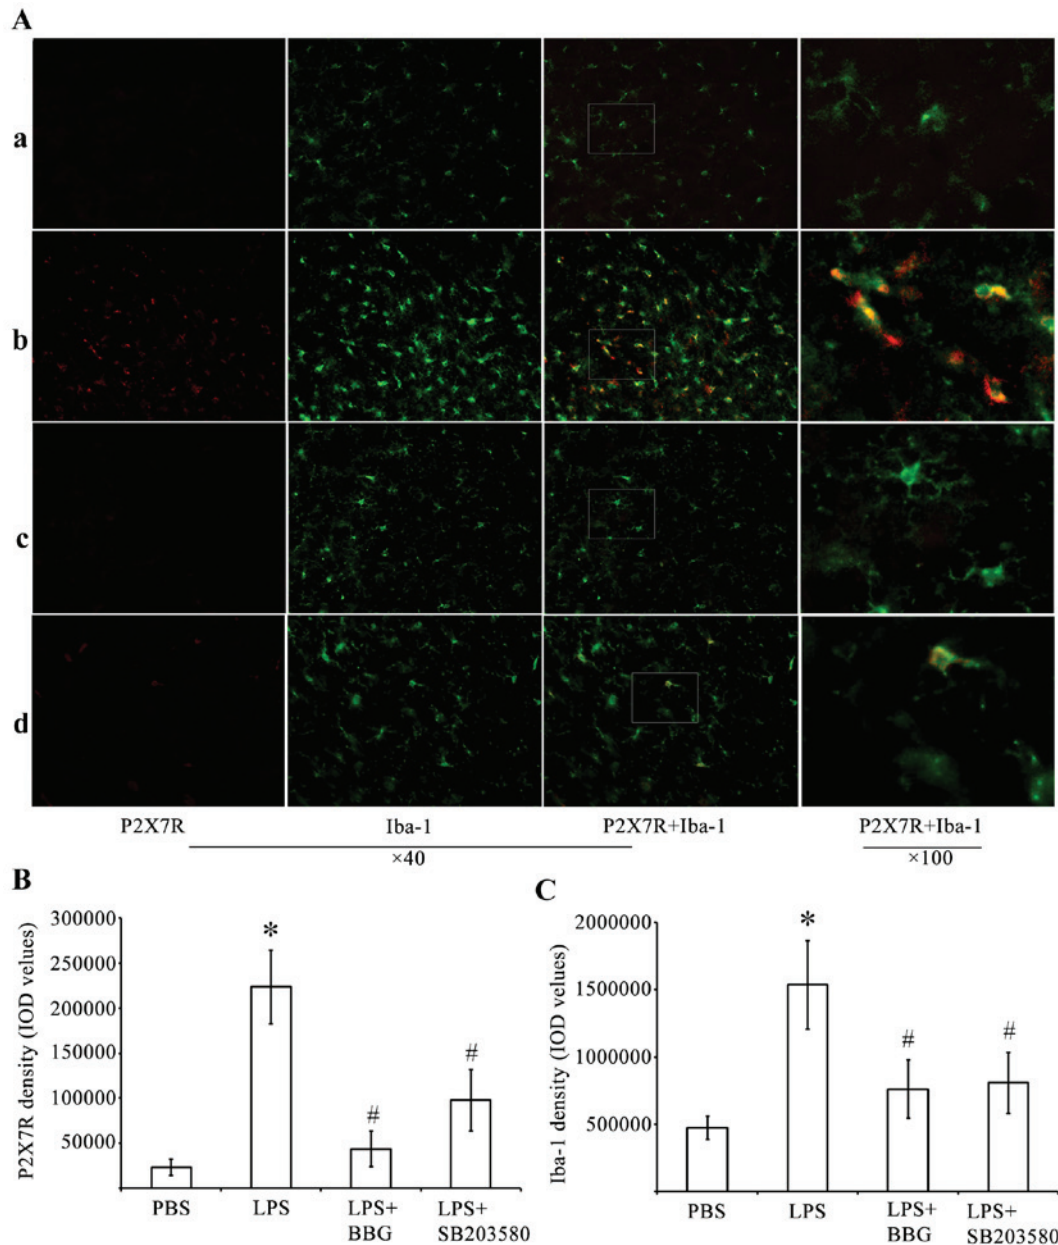 A
a
b
c
d
P2X7R Iba-1 P2X7R+Iba-1 P2X7R+Iba-1
×40 ×100
B
P2X7R density (IOD velues)
300000
250000
200000
150000
100000
50000
*
#
#
PBS LPS LPS+ LPS+
BBG SB203580
C
Iba-1 density (IOD velues)
2000000
1500000
1000000
500000
*
#
#
PBS LPS LPS+ LPS+
BBG SB203580